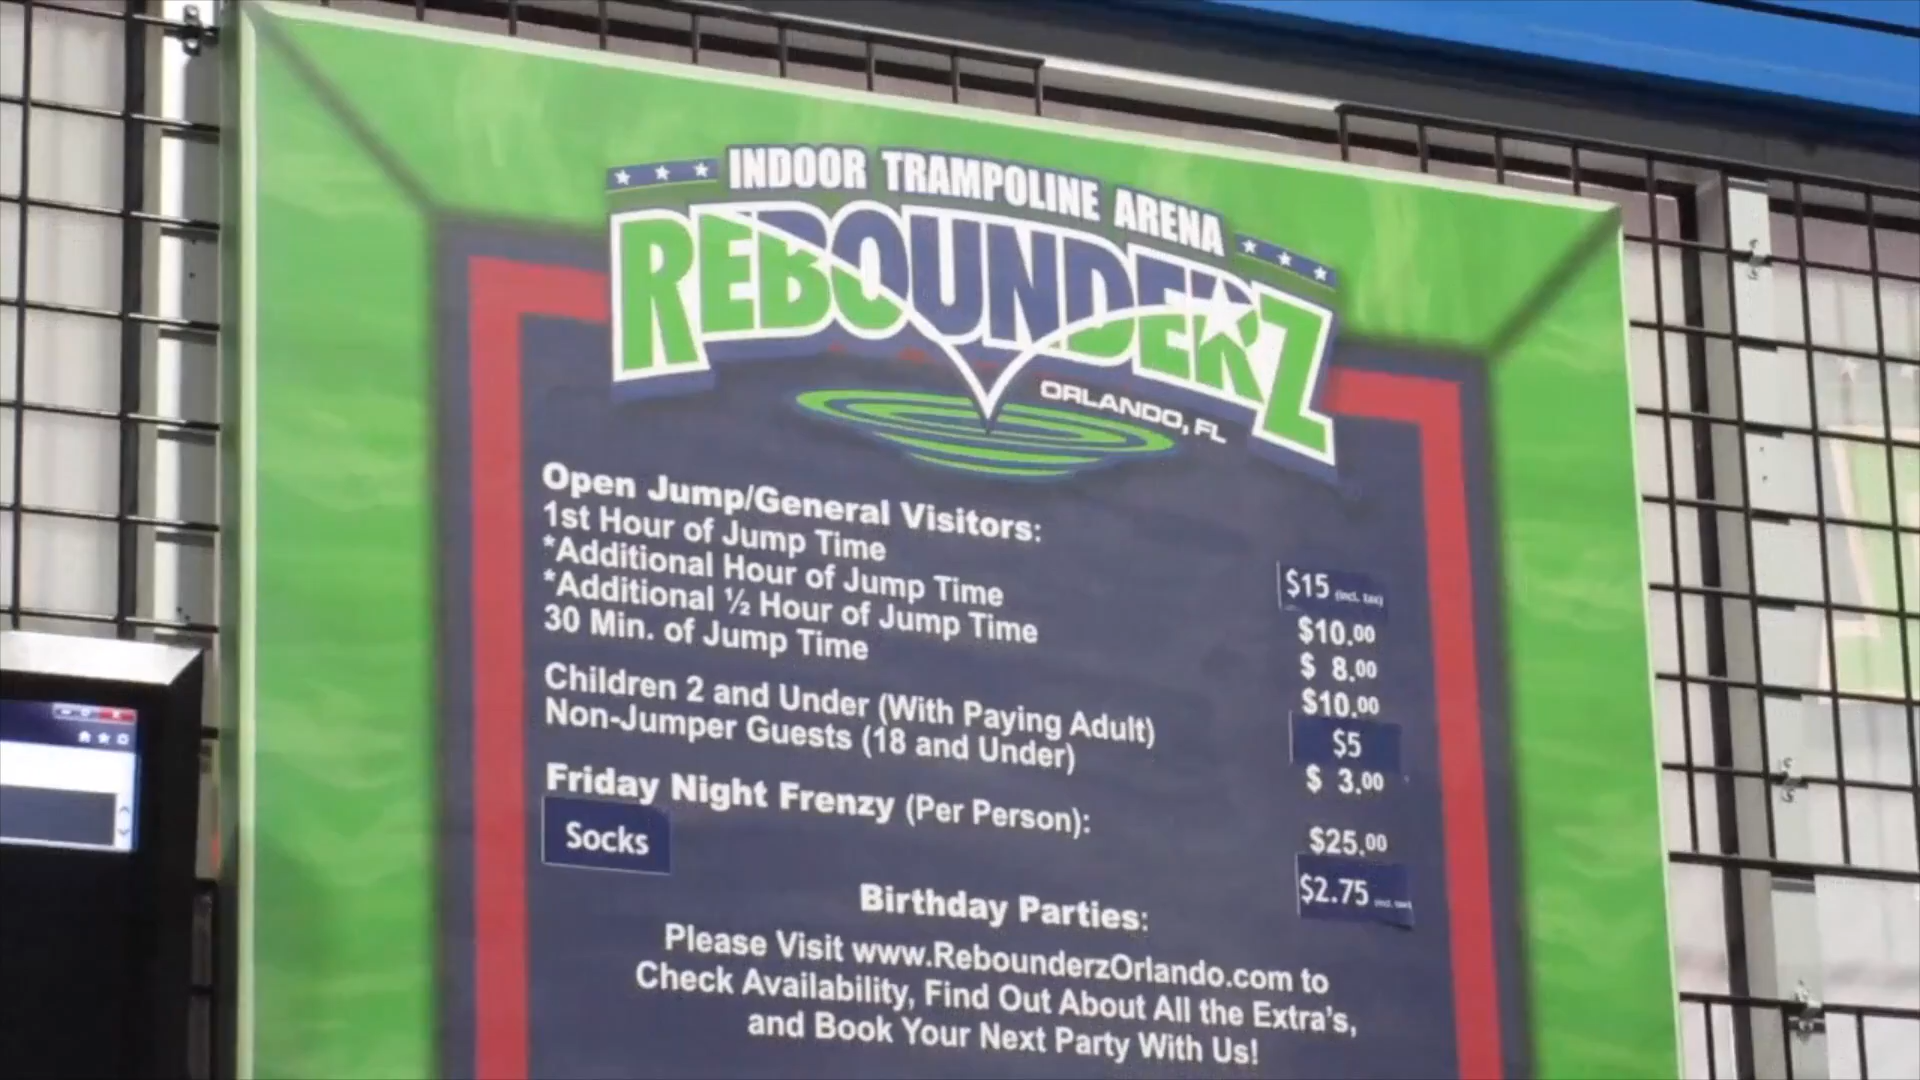 INDOOR TRAMPOLINE ARENA
REBOUNDERZ
ORLANDO, FL
Open Jump/General Visitors:
1st Hour of Jump Time $15 (incl. tax)
*Additional Hour of Jump Time $10.00
*Additional ½ Hour of Jump Time $ 8.00
30 Min. of Jump Time $10.00
Children 2 and Under (With Paying Adult) $5
Non-Jumper Guests (18 and Under) $ 3.00
Friday Night Frenzy (Per Person): $25.00
Socks $2.75 (incl. tax)
Birthday Parties:
Please Visit www.RebounderzOrlando.com to
Check Availability, Find Out About All the Extra's,
and Book Your Next Party With Us!